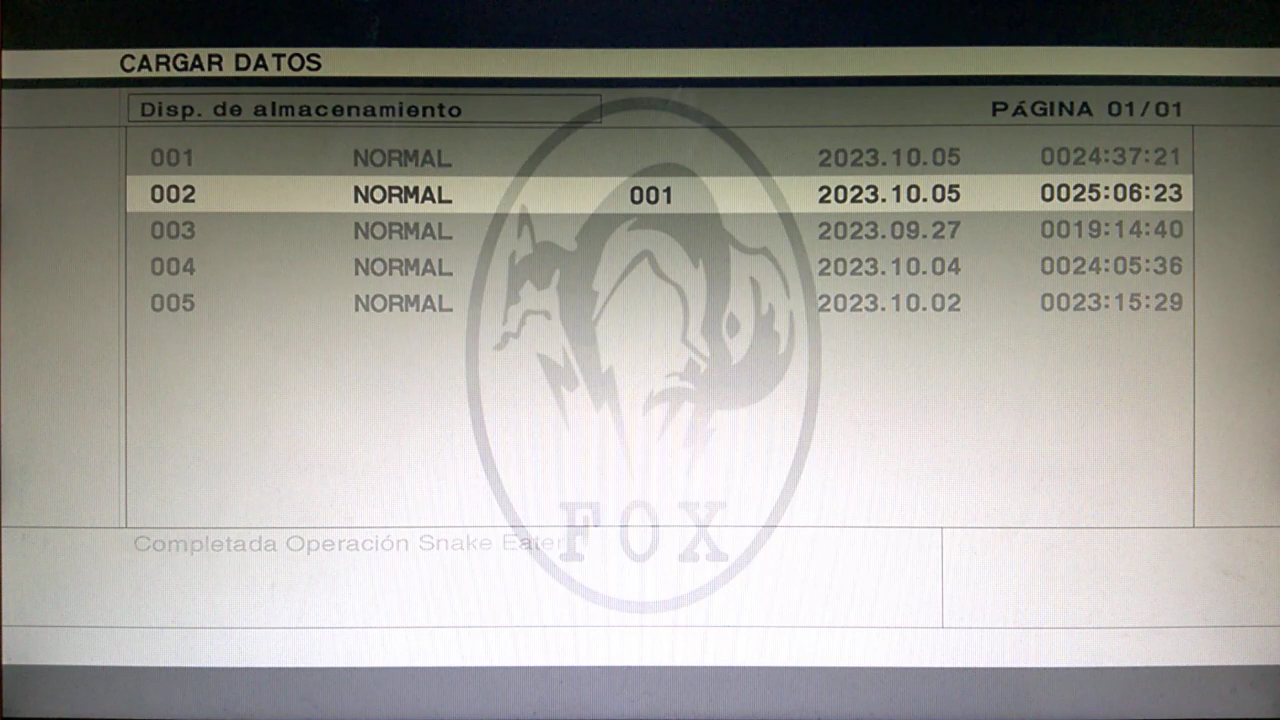 CARGAR DATOS
Disp. de almacenamiento PÁGINA 01/01
001 NORMAL 2023.10.05 0024:37:21
002 NORMAL 001 2023.10.05 0025:06:23
003 NORMAL 2023.09.27 0019:14:40
004 NORMAL 2023.10.04 0024:05:36
005 NORMAL 2023.10.02 0023:15:29
Completada Operación Snake Eater
FOX